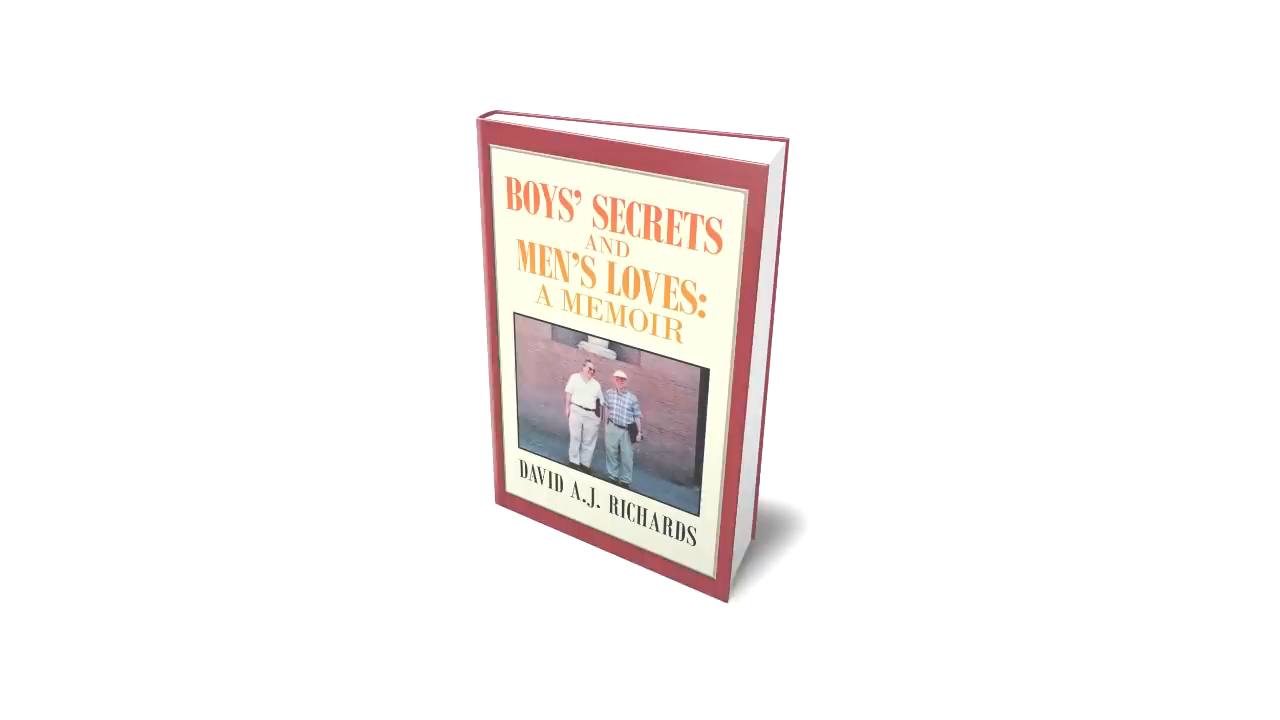 BOYS' SECRETS
AND
MEN'S LOVES:
A MEMOIR
DAVID A.J. RICHARDS